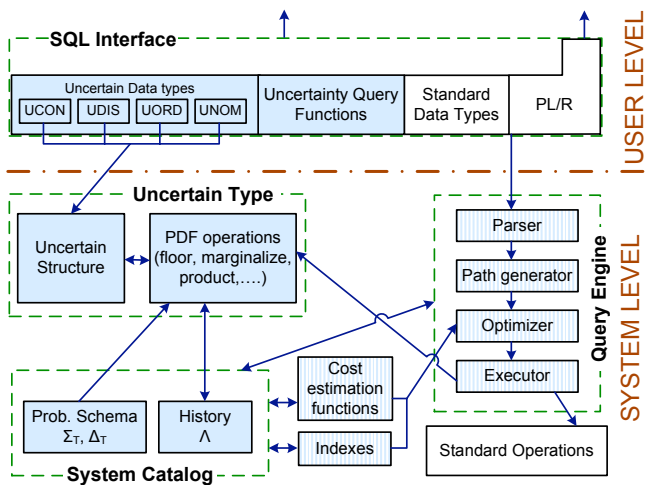 SQL Interface
Uncertain Data types
UCON
UDIS
UORD
UNOM
Uncertainty Query
Functions
Standard
Data Types
PL/R
USER LEVEL
Uncertain Type
Uncertain
Structure
PDF operations
(floor, marginalize,
product,....)
Parser
Path generator
Optimizer
Executor
Query Engine
SYSTEM LEVEL
Cost
estimation
functions
Prob. Schema
Σ_T, Δ_T
History
Λ
Indexes
System Catalog
Standard Operations